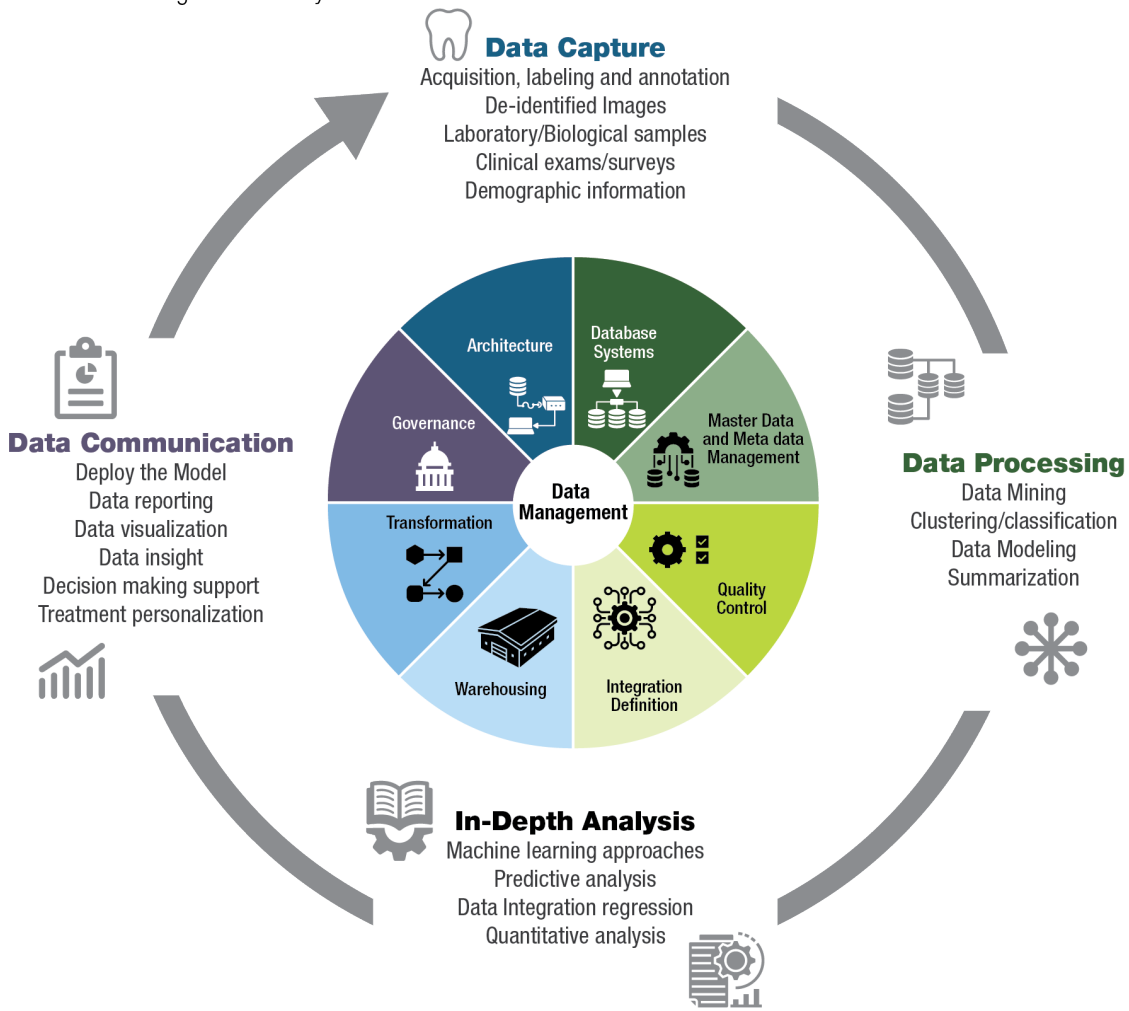 Data Capture
Acquisition, labeling and annotation
De-identified Images
Laboratory/Biological samples
Clinical exams/surveys
Demographic information
Data Processing
Data Mining
Clustering/classification
Data Modeling
Summarization
In-Depth Analysis
Machine learning approaches
Predictive analysis
Data Integration regression
Quantitative analysis
Data Communication
Deploy the Model
Data reporting
Data visualization
Data insight
Decision making support
Treatment personalization
Data
Management
Architecture
Database
Systems
Master Data
and Meta data
Management
Quality
Control
Integration
Definition
Warehousing
Transformation
Governance